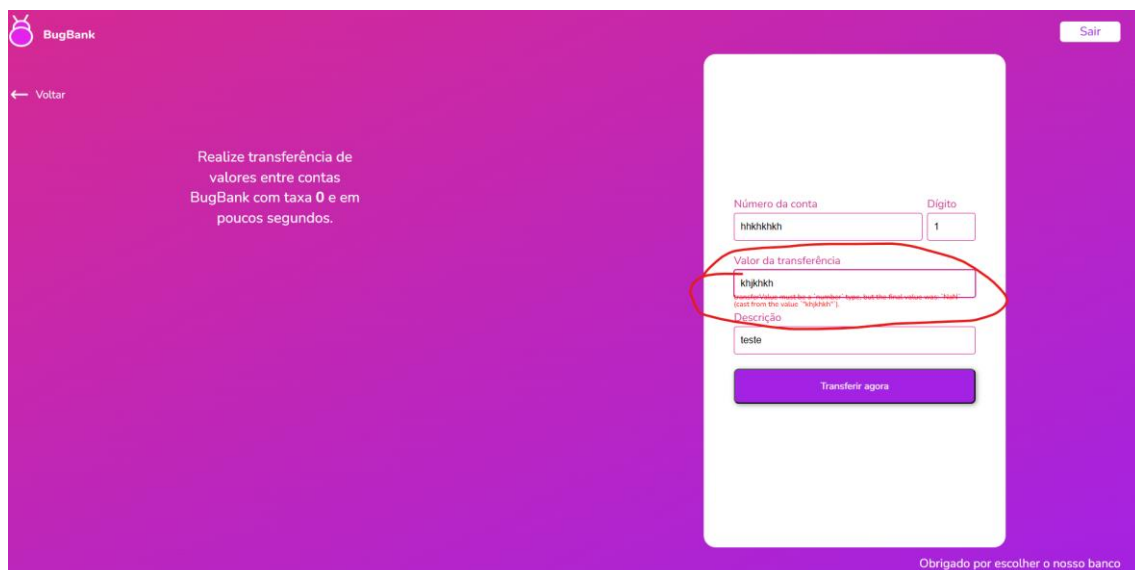 BugBank
Sair
Voltar
Realize transferência de
valores entre contas
BugBank com taxa 0 e em
poucos segundos.
Número da conta
Dígito
hhkhkhkh
1
Valor da transferência
khjkhkh
transferValue must be a `number` type, but the final value was: `NaN`
(cast from the value `"khjkhkh"`).
Descrição
teste
Transferir agora
Obrigado por escolher o nosso banco